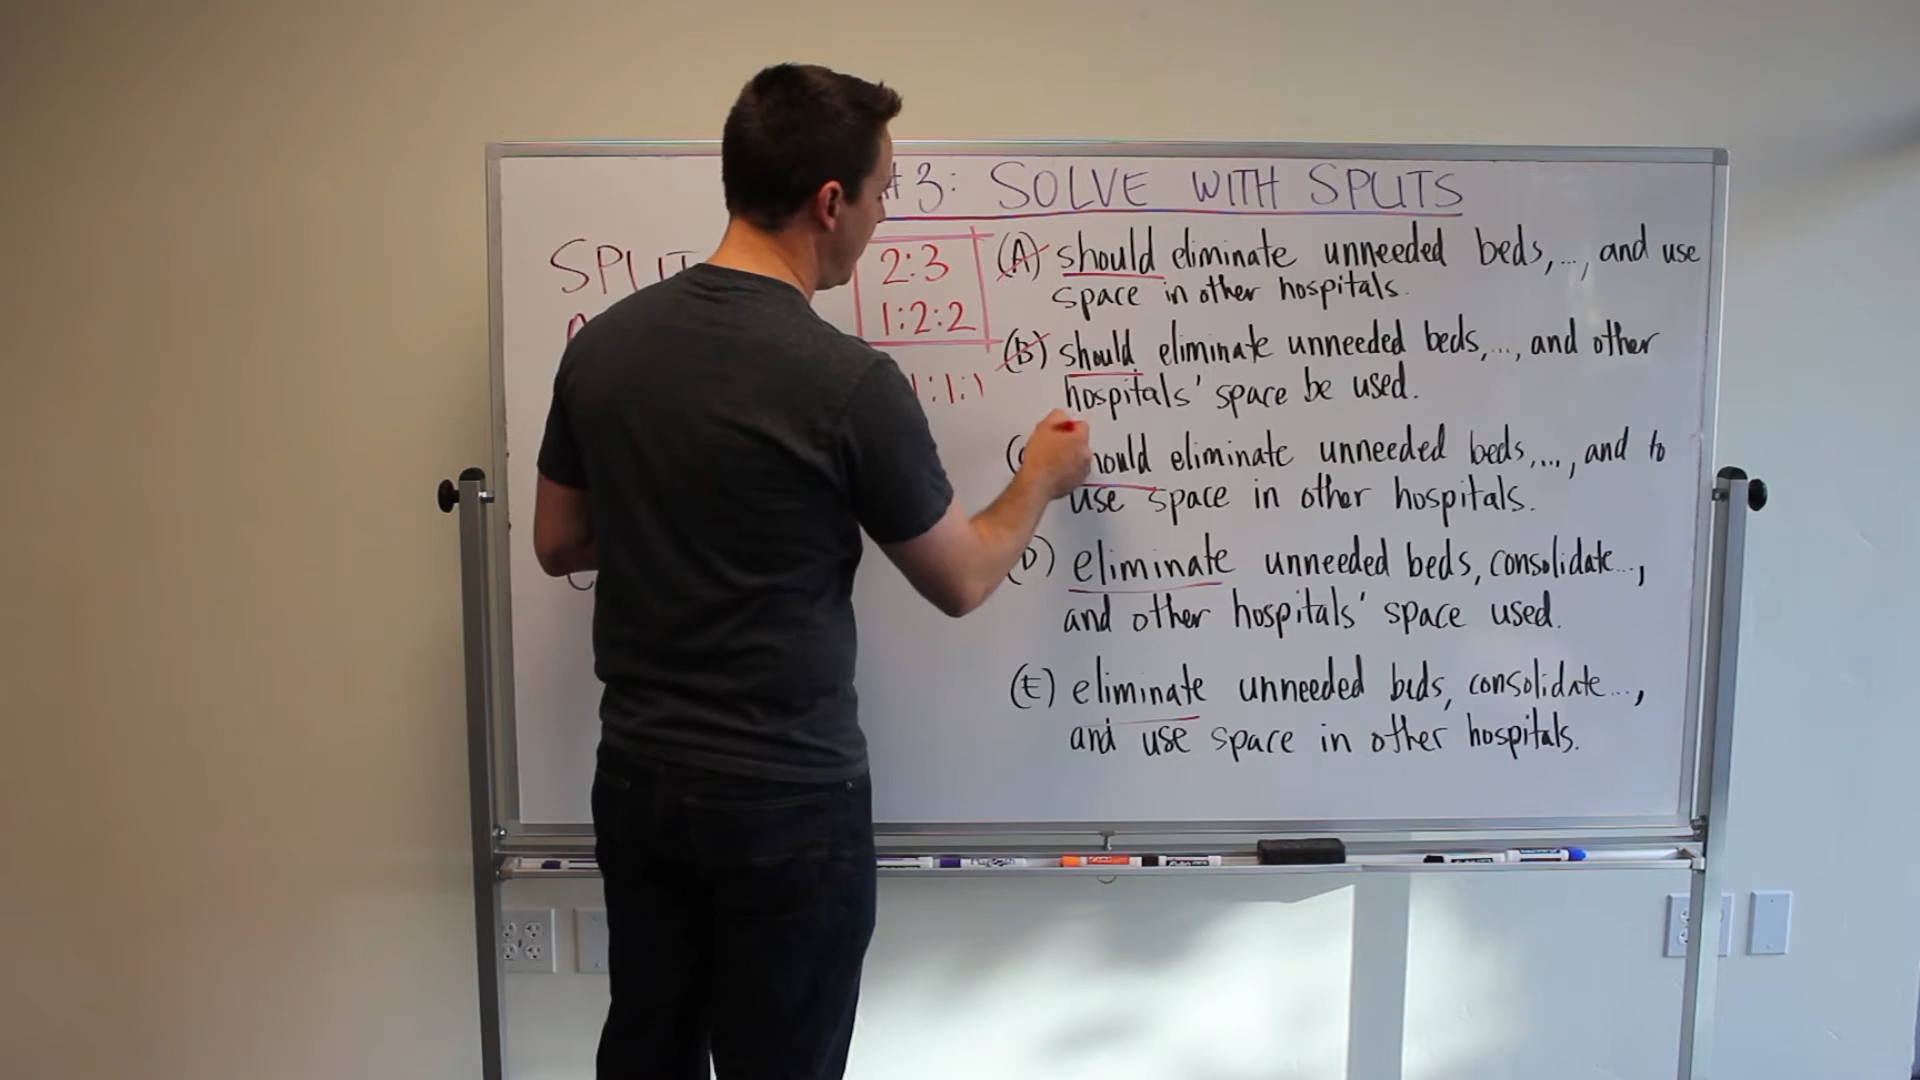 #3: SOLVE WITH SPLITS
SPLIT
2:3
1:2:2
1:1:1
(A) should eliminate unneeded beds,..., and use
space in other hospitals.
(B) should eliminate unneeded beds,..., and other
hospitals' space be used.
should eliminate unneeded beds,..., and to
use space in other hospitals.
(D) eliminate unneeded beds, consolidate...,
and other hospitals' space used.
(E) eliminate unneeded beds, consolidate...,
and use space in other hospitals.